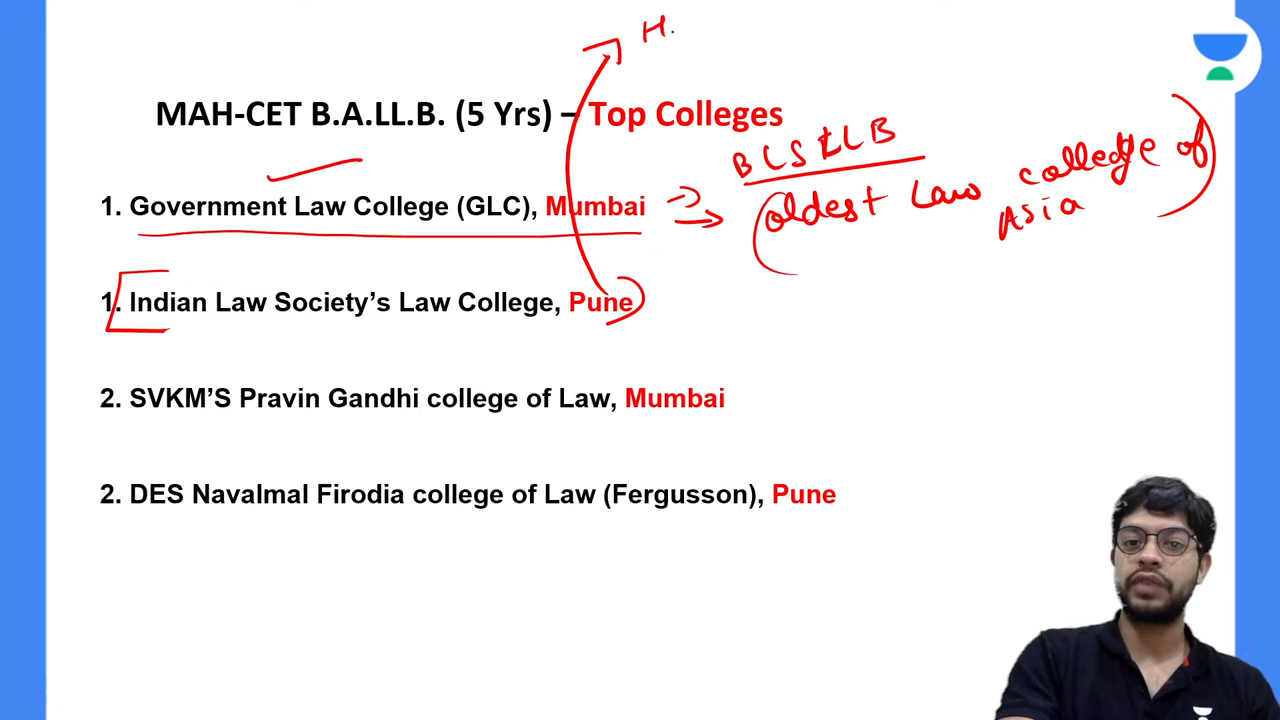 H.
MAH-CET B.A.LL.B. (5 Yrs) – Top Colleges
BLS LLB
1. Government Law College (GLC), Mumbai
oldest Law college of
Asia
1. Indian Law Society’s Law College, Pune
2. SVKM’S Pravin Gandhi college of Law, Mumbai
2. DES Navalmal Firodia college of Law (Fergusson), Pune